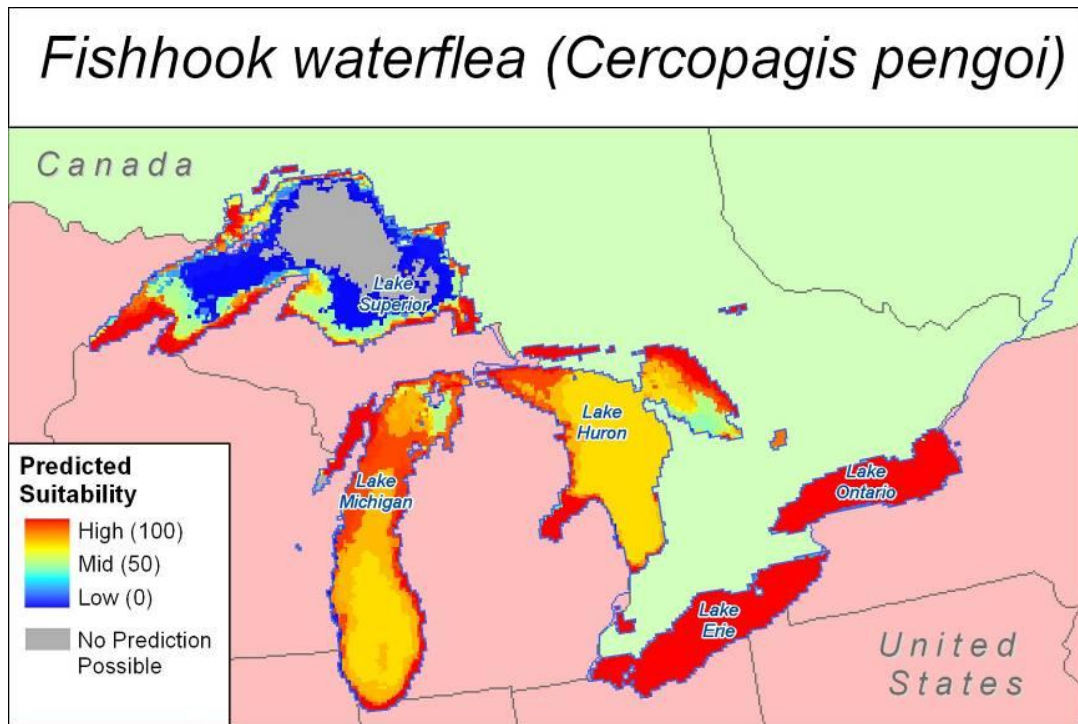 Fishhook waterflea (Cercopagis pengoi)
Canada
Lake
Superior
Lake
Huron
Lake
Michigan
Lake
Ontario
Lake
Erie
United
States
Predicted
Suitability
High (100)
Mid (50)
Low (0)
No Prediction
Possible